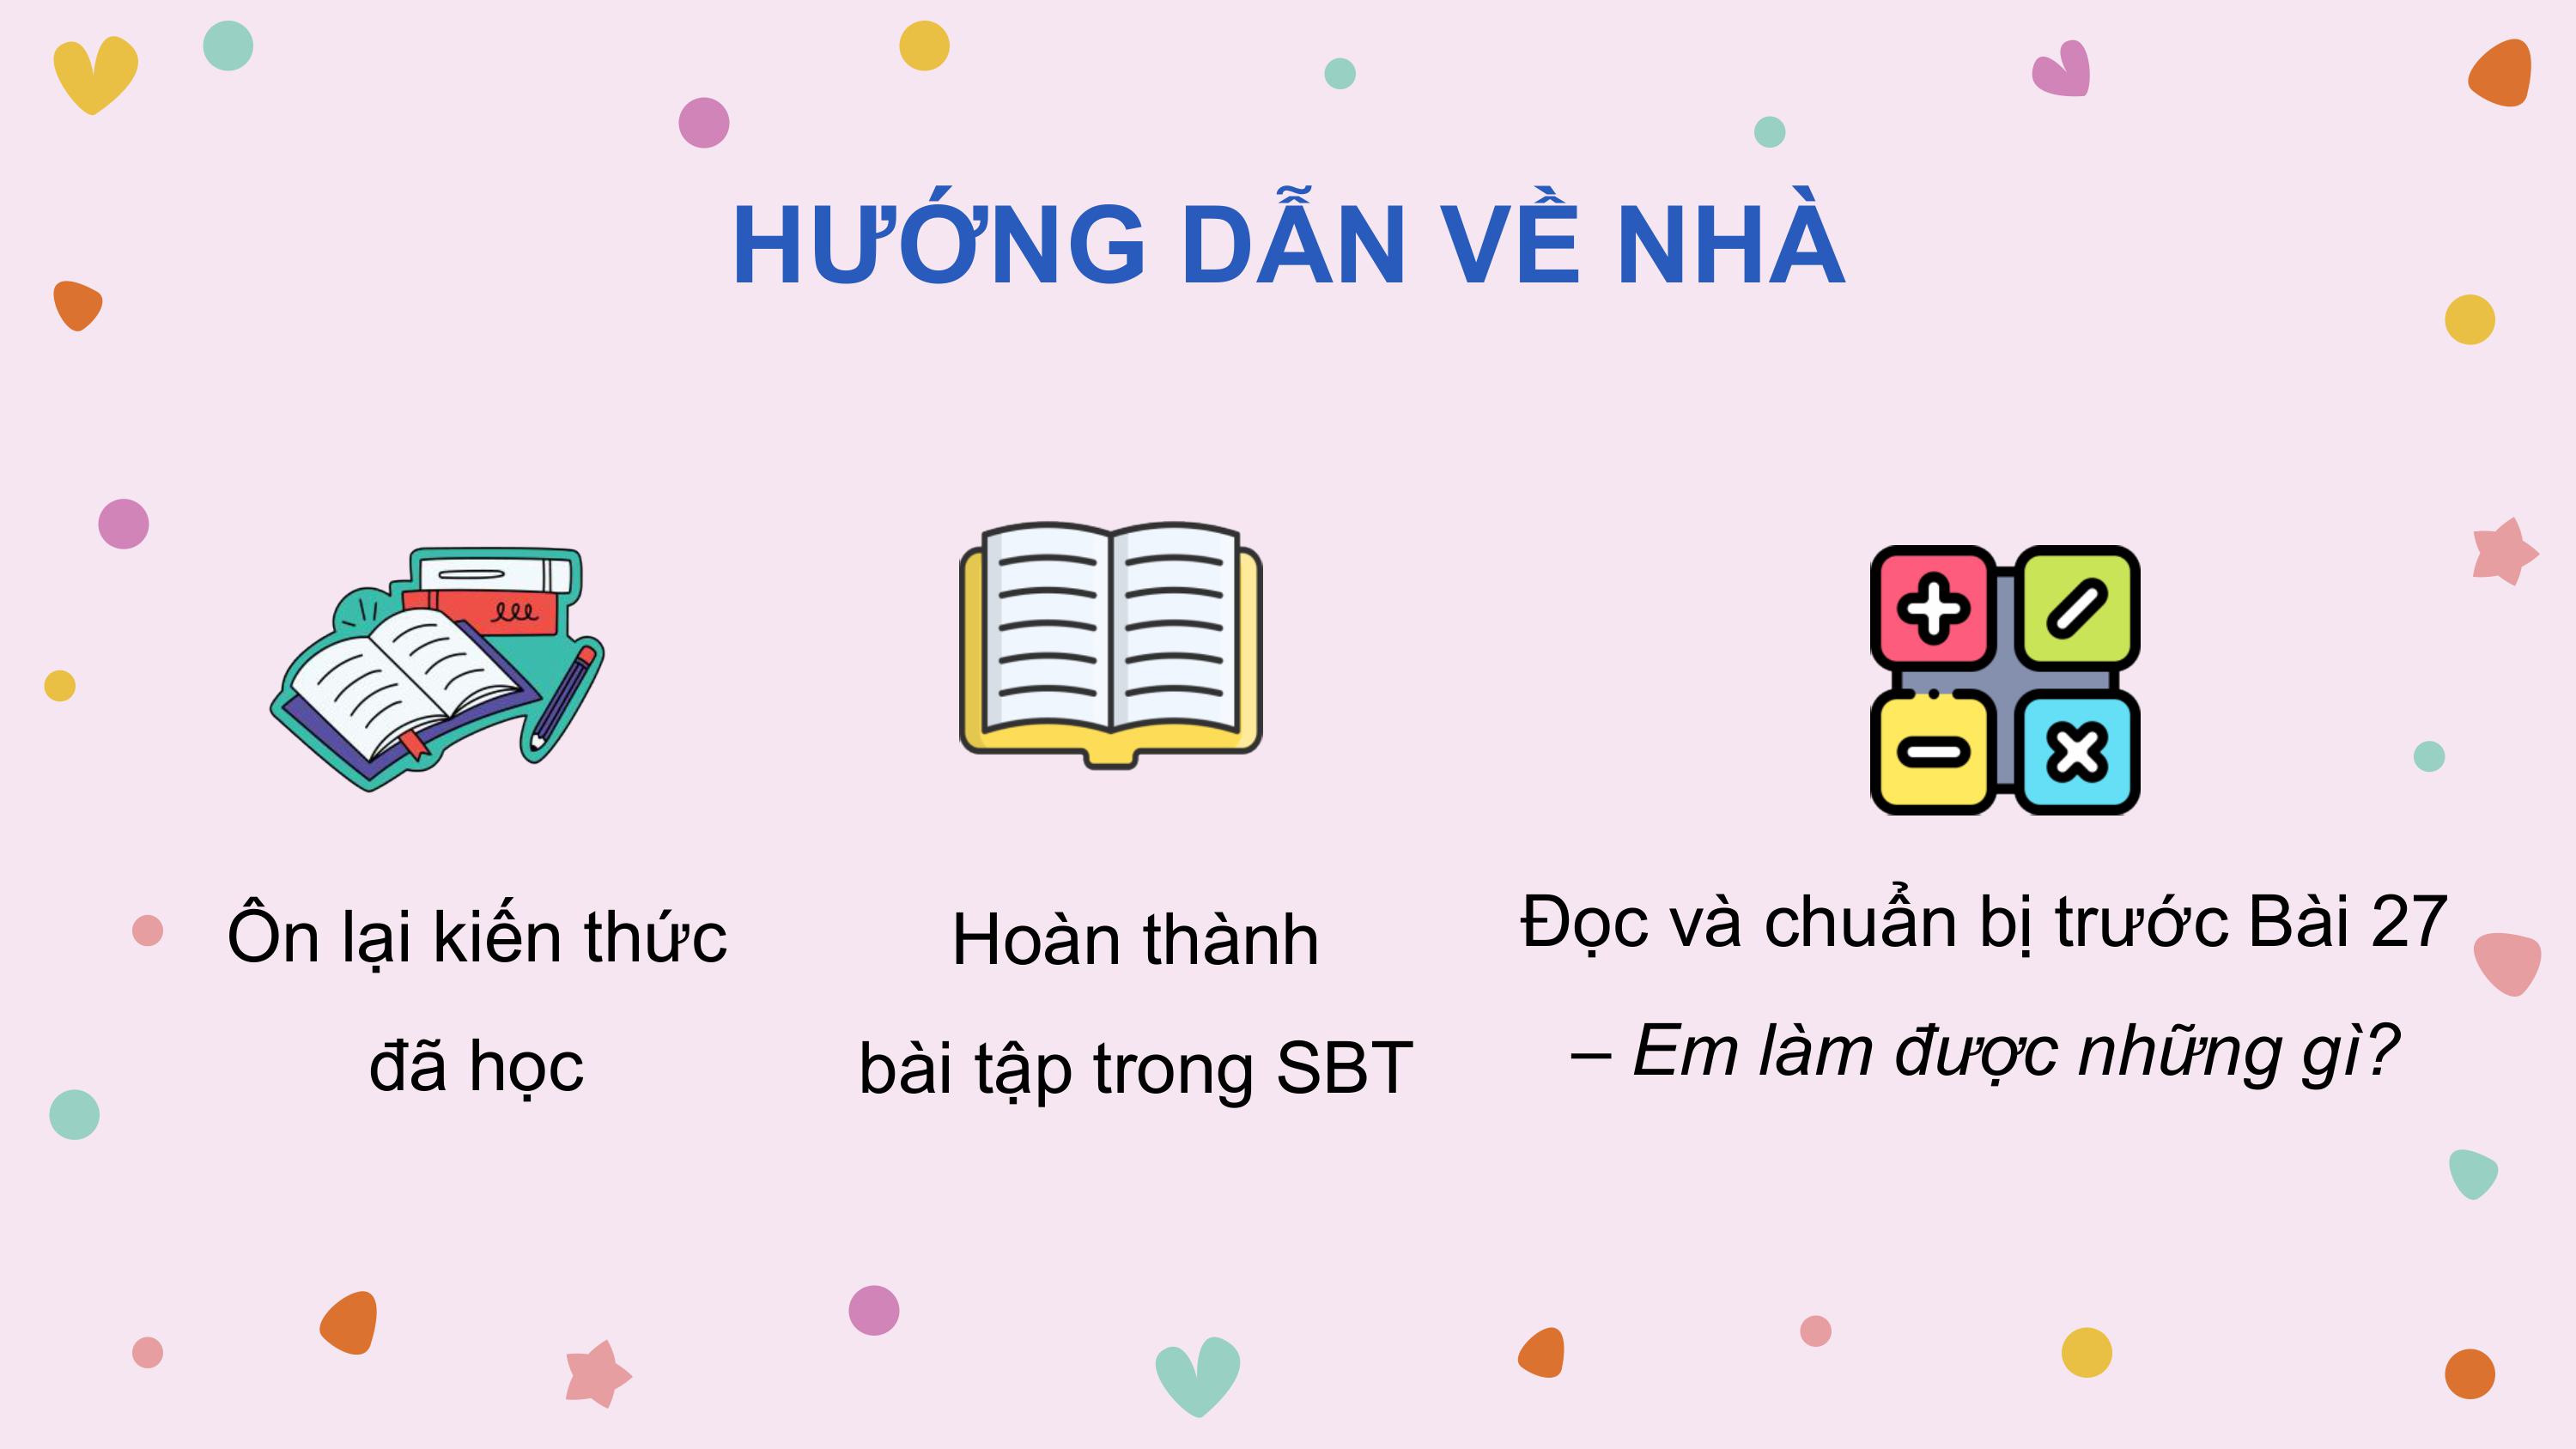 HƯỚNG DẪN VỀ NHÀ
Ôn lại kiến thức
đã học
Hoàn thành
bài tập trong SBT
Đọc và chuẩn bị trước Bài 27
– Em làm được những gì?